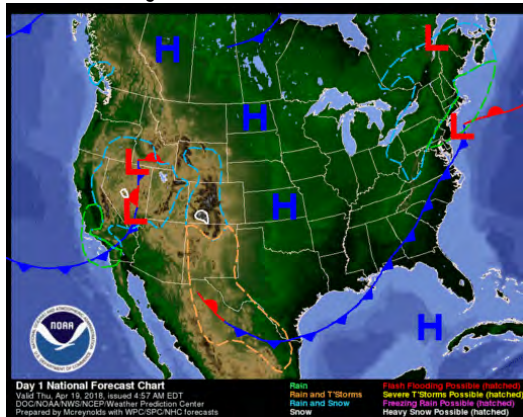 H
L
H
L
L
L
H
H
NOAA
Day 1 National Forecast Chart
Valid Thu, Apr 19, 2018, issued 4:57 AM EDT
DOC/NOAA/NWS/NCEP/Weather Prediction Center
Prepared by Mcreynolds with WPC/SPC/NHC forecasts
Rain
Rain and T'Storms
Rain and Snow
Snow
Flash Flooding Possible (hatched)
Severe T'Storms Possible (hatched)
Freezing Rain Possible (hatched)
Heavy Snow Possible (hatched)